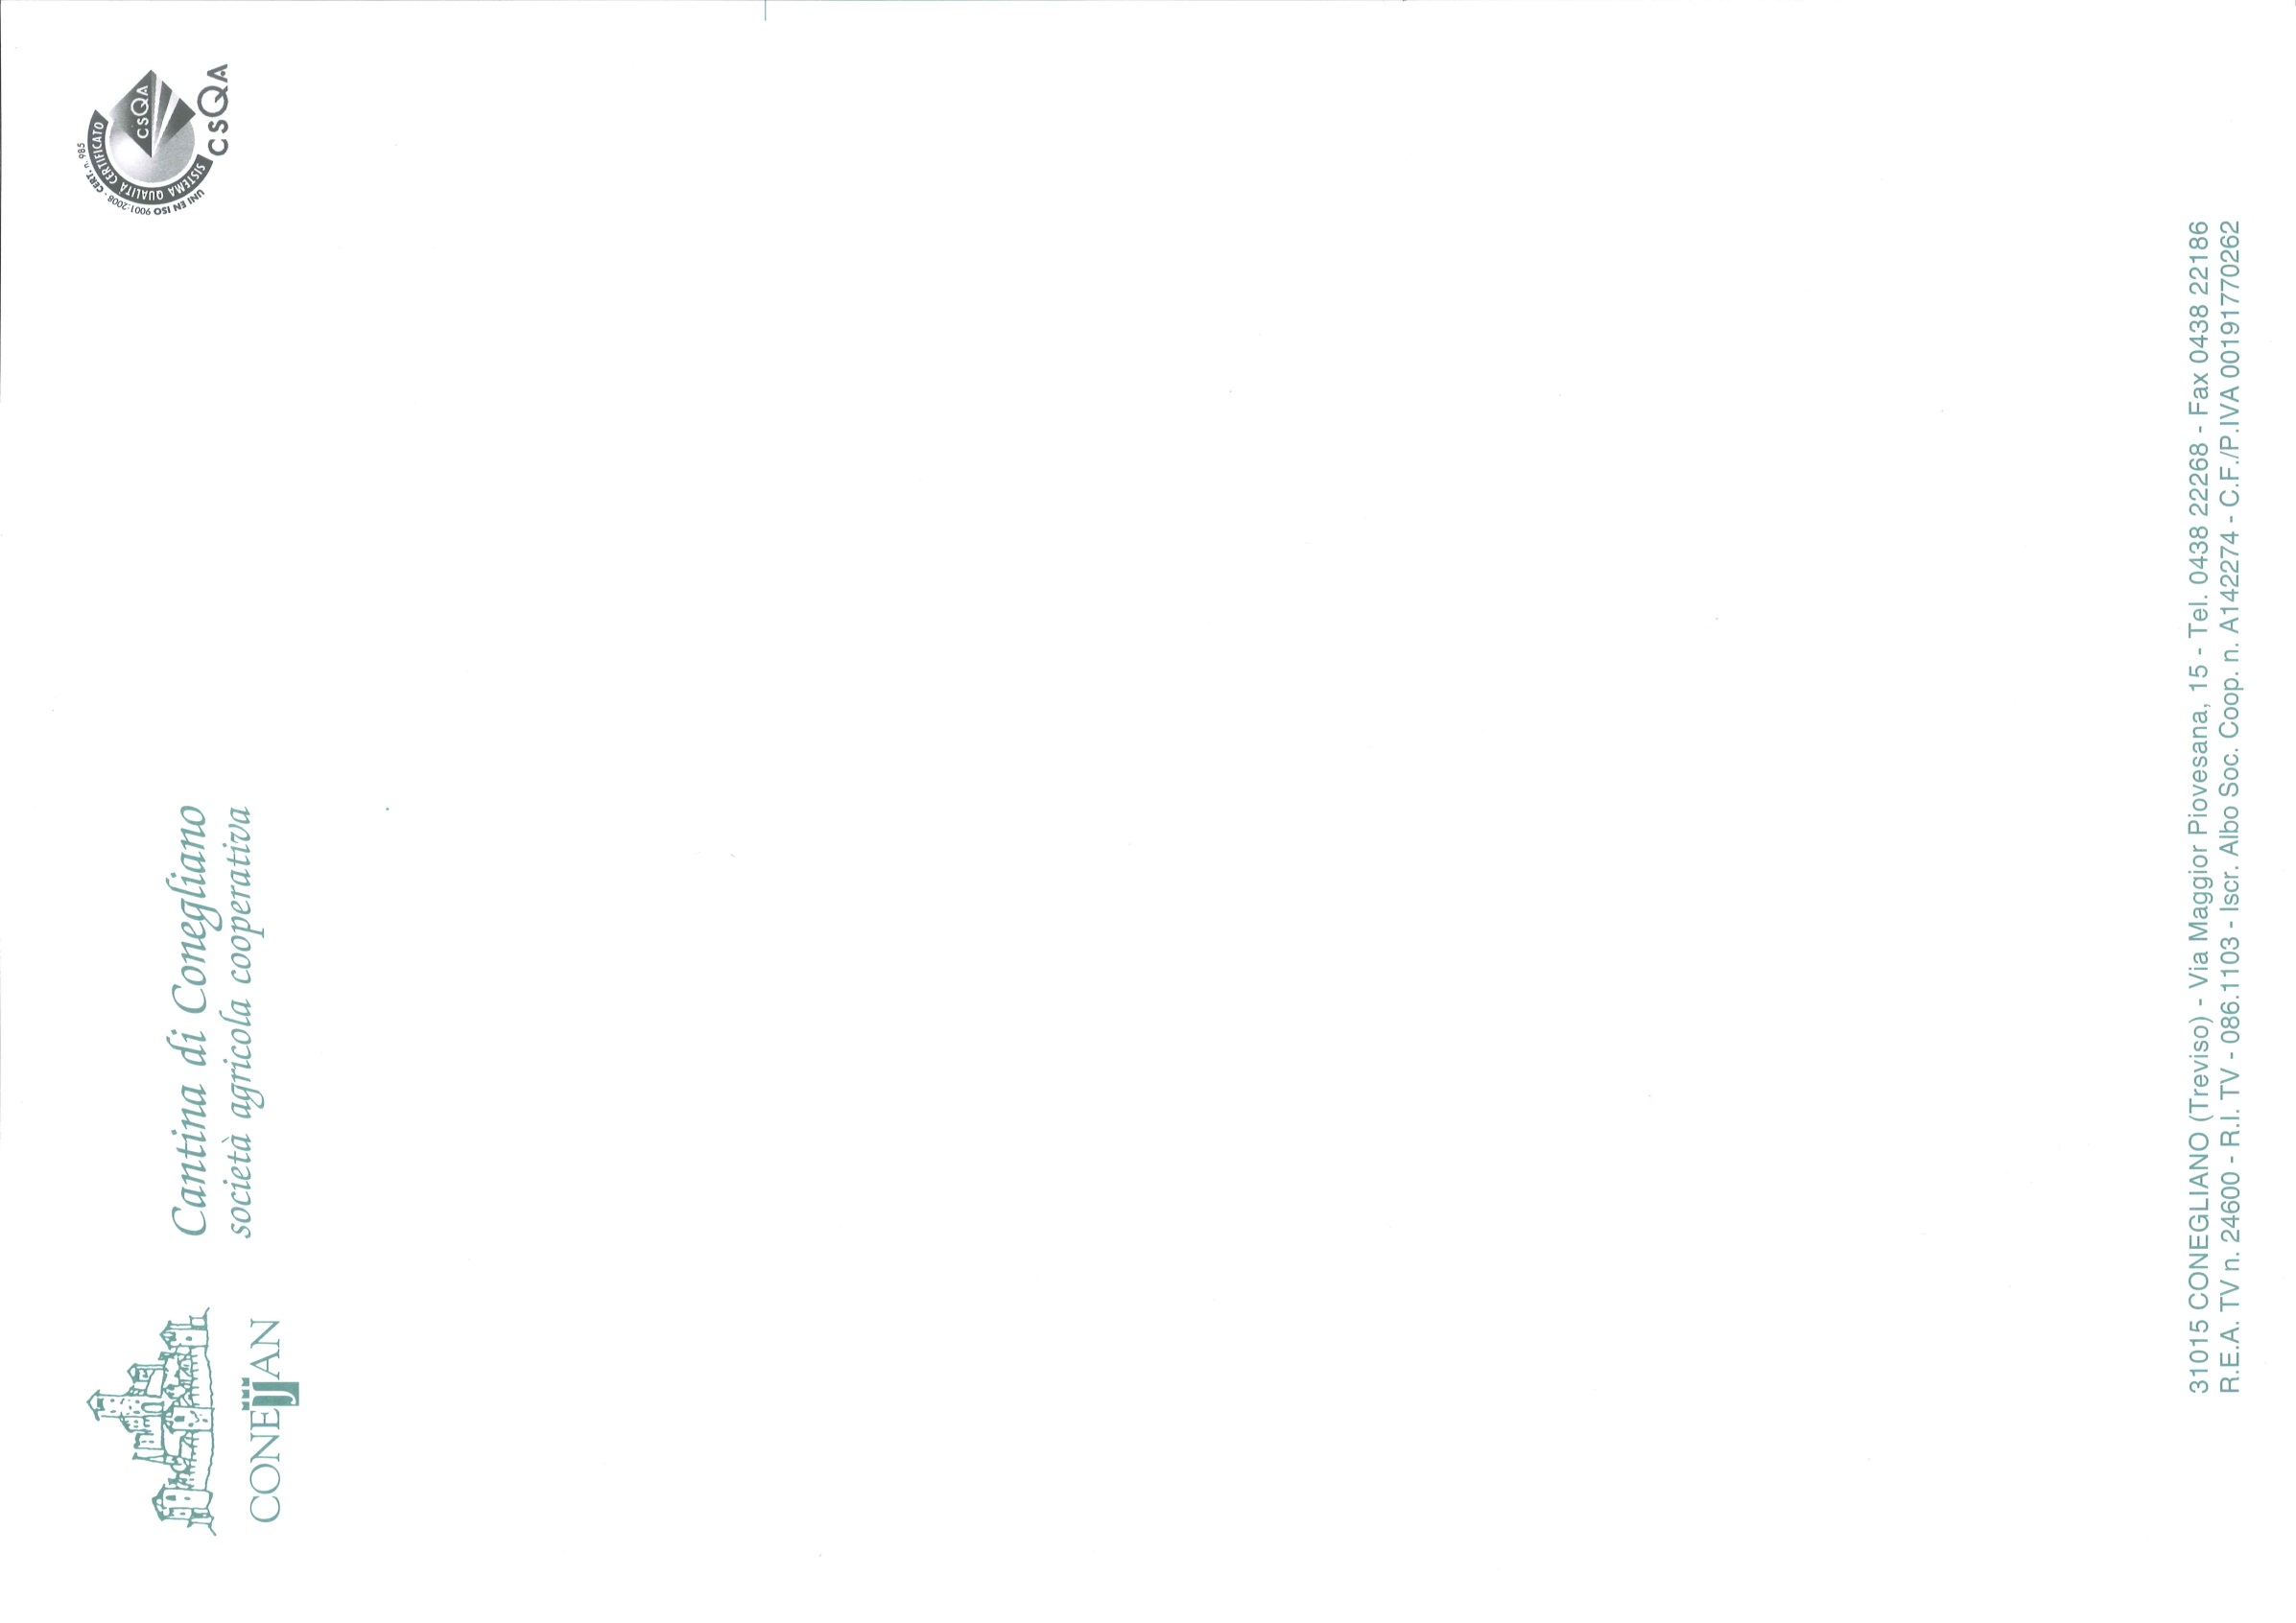 CONEJAN
Cantina di Conegliano
società agricola cooperativa
CSQA
SISTEMA QUALITÀ CERTIFICATO
UNI EN ISO 9001:2008 - CERT. n. 985
CSQA
31015 CONEGLIANO (Treviso) - Via Maggior Piovesana, 15 - Tel. 0438 22268 - Fax 0438 22186
R.E.A. TV n. 24600 - R.I. TV - 086.1103 - Iscr. Albo Soc. Coop. n. A142274 - C.F./P.IVA 00191770262